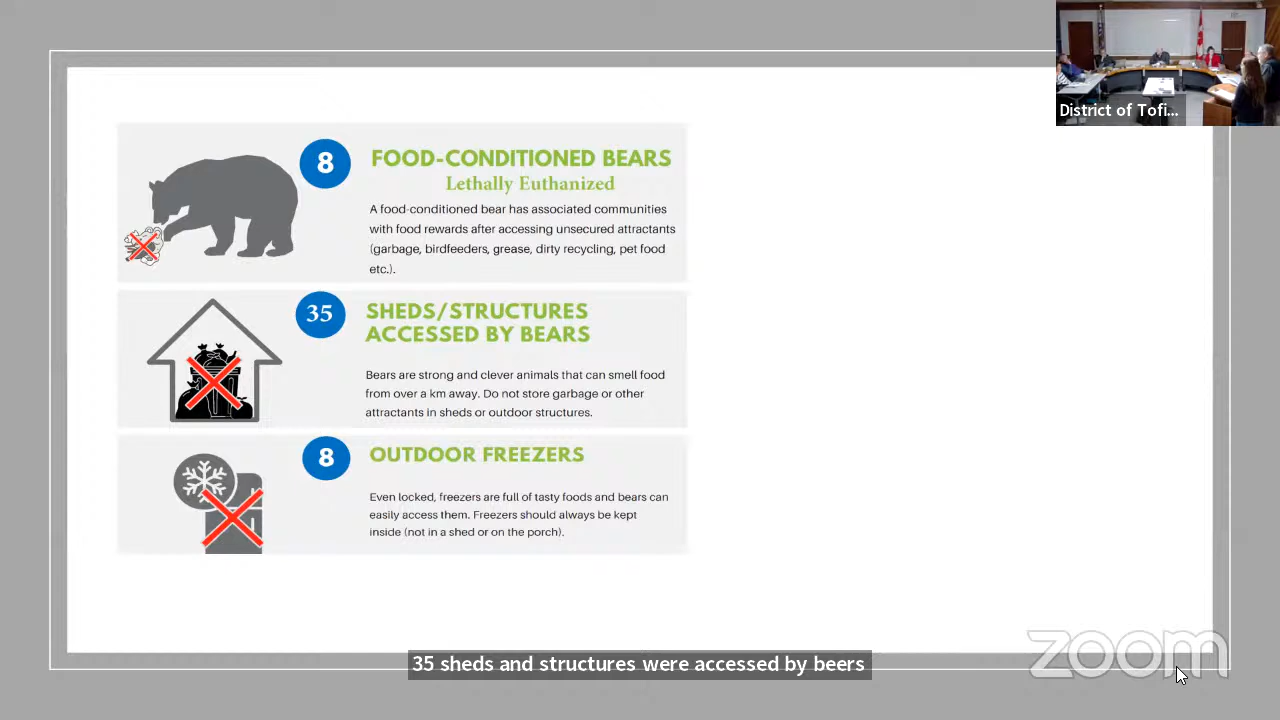 District of Tofi...
8
FOOD-CONDITIONED BEARS
Lethally Euthanized
A food-conditioned bear has associated communities
with food rewards after accessing unsecured attractants
(garbage, birdfeeders, grease, dirty recycling, pet food
etc.).
35
SHEDS/STRUCTURES
ACCESSED BY BEARS
Bears are strong and clever animals that can smell food
from over a km away. Do not store garbage or other
attractants in sheds or outdoor structures.
8
OUTDOOR FREEZERS
Even locked, freezers are full of tasty foods and bears can
easily access them. Freezers should always be kept
inside (not in a shed or on the porch).
35 sheds and structures were accessed by beers
zoom